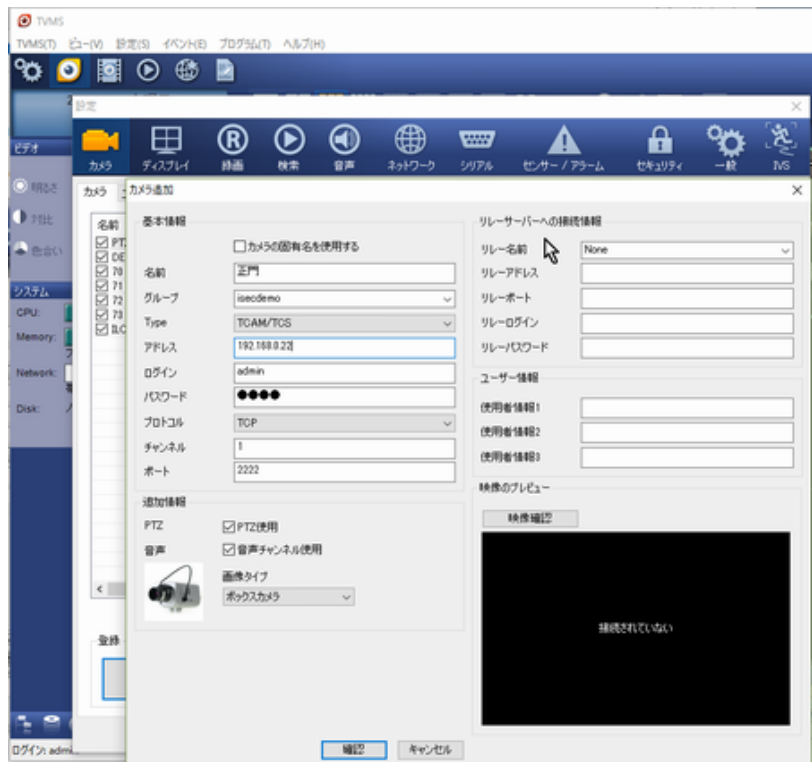 TVMS
TVMS(T) ビュー(V) 設定(S) イベント(E) プログラム(T) ヘルプ(H)
設定
カメラ ディスプレイ 録画 検索 音声 ネットワーク シリアル センサー / アラーム セキュリティ 一般 IVS
ビデオ
明るさ
対比
色合い
システム
CPU:
Memory:
Network:
Disk:
カメラ
名前
PT
DE
70
71
72
73
ILC
登録
カメラ追加
基本情報
カメラの固有名を使用する
名前 正門
グループ isecdemo
Type TCAM/TCS
アドレス 192.168.0.22
ログイン admin
パスワード ●●●●
プロトコル TCP
チャンネル 1
ポート 2222
追加情報
PTZ PTZ使用
音声 音声チャンネル使用
画像タイプ
ボックスカメラ
リレーサーバーへの接続情報
リレー名前 None
リレーアドレス
リレーポート
リレーログイン
リレーパスワード
ユーザー情報
使用者情報1
使用者情報2
使用者情報3
映像のプレビュー
映像確認
接続されていない
確認 キャンセル
ログイン: admi